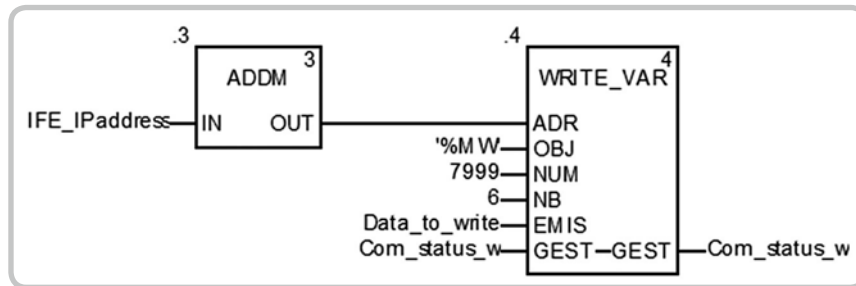 .3
3
ADDM
IFE_IPaddress
IN OUT
.4
4
WRITE_VAR
ADR
'%MW' OBJ
7999 NUM
6 NB
Data_to_write EMIS
Com_status_w GEST GEST Com_status_w